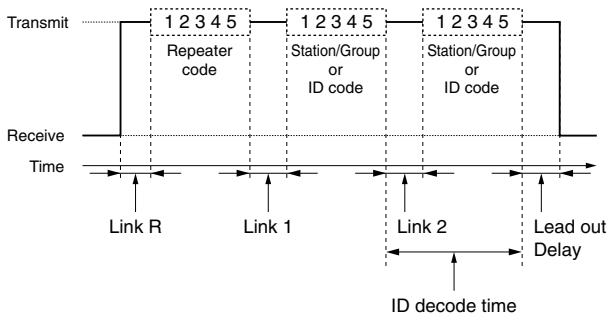 Transmit
1 2 3 4 5
1 2 3 4 5
1 2 3 4 5
Repeater
code
Station/Group
or
ID code
Station/Group
or
ID code
Receive
Time
Link R
Link 1
Link 2
Lead out
Delay
ID decode time